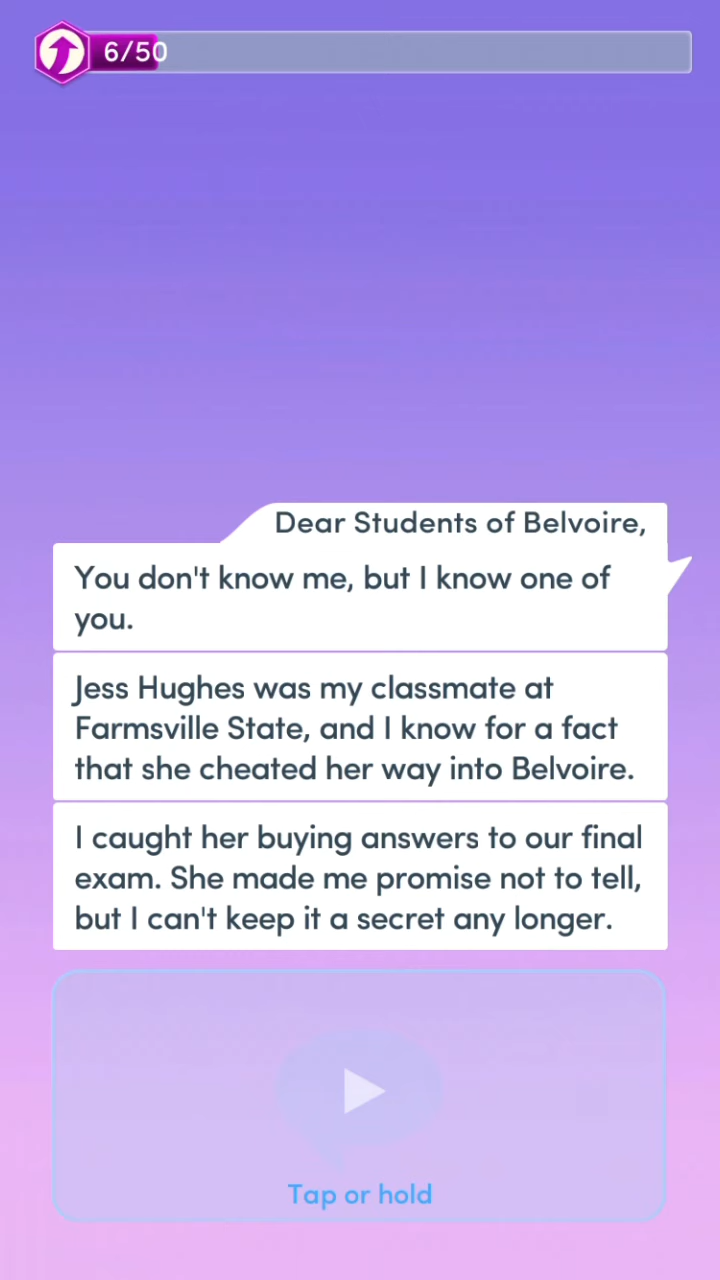 6/50
Dear Students of Belvoire,
You don't know me, but I know one of
you.
Jess Hughes was my classmate at
Farmsville State, and I know for a fact
that she cheated her way into Belvoire.
I caught her buying answers to our final
exam. She made me promise not to tell,
but I can't keep it a secret any longer.
Tap or hold